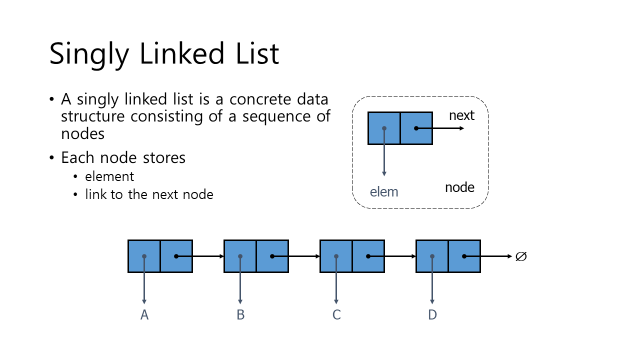 Singly Linked List
• A singly linked list is a concrete data
structure consisting of a sequence of
nodes
• Each node stores
• element
• link to the next node
next
elem
node
∅
A
B
C
D